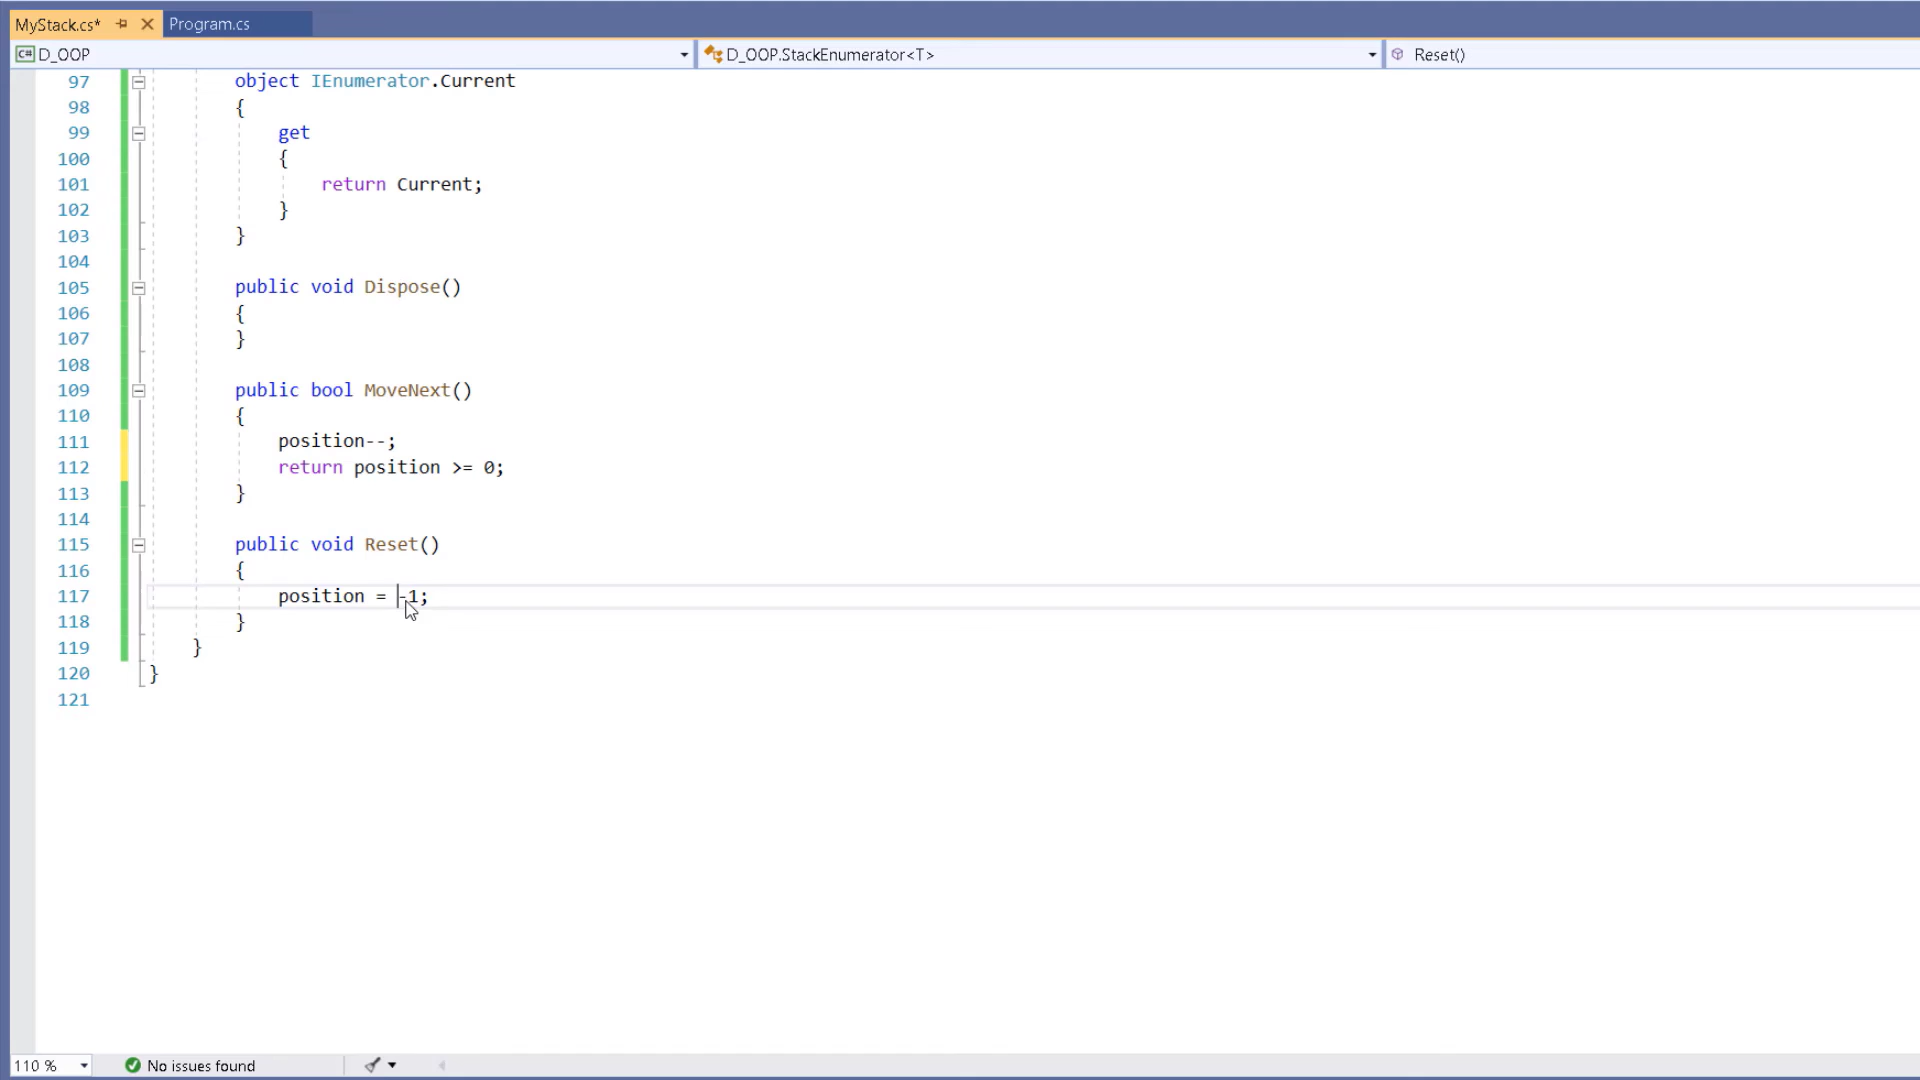 MyStack.cs*
Program.cs
C# D_OOP
D_OOP.StackEnumerator<T>
Reset()
97 object IEnumerator.Current
98 {
99 get
100 {
101 return Current;
102 }
103 }
104
105 public void Dispose()
106 {
107 }
108
109 public bool MoveNext()
110 {
111 position--;
112 return position >= 0;
113 }
114
115 public void Reset()
116 {
117 position = -1;
118 }
119 }
120 }
121
110 %
No issues found